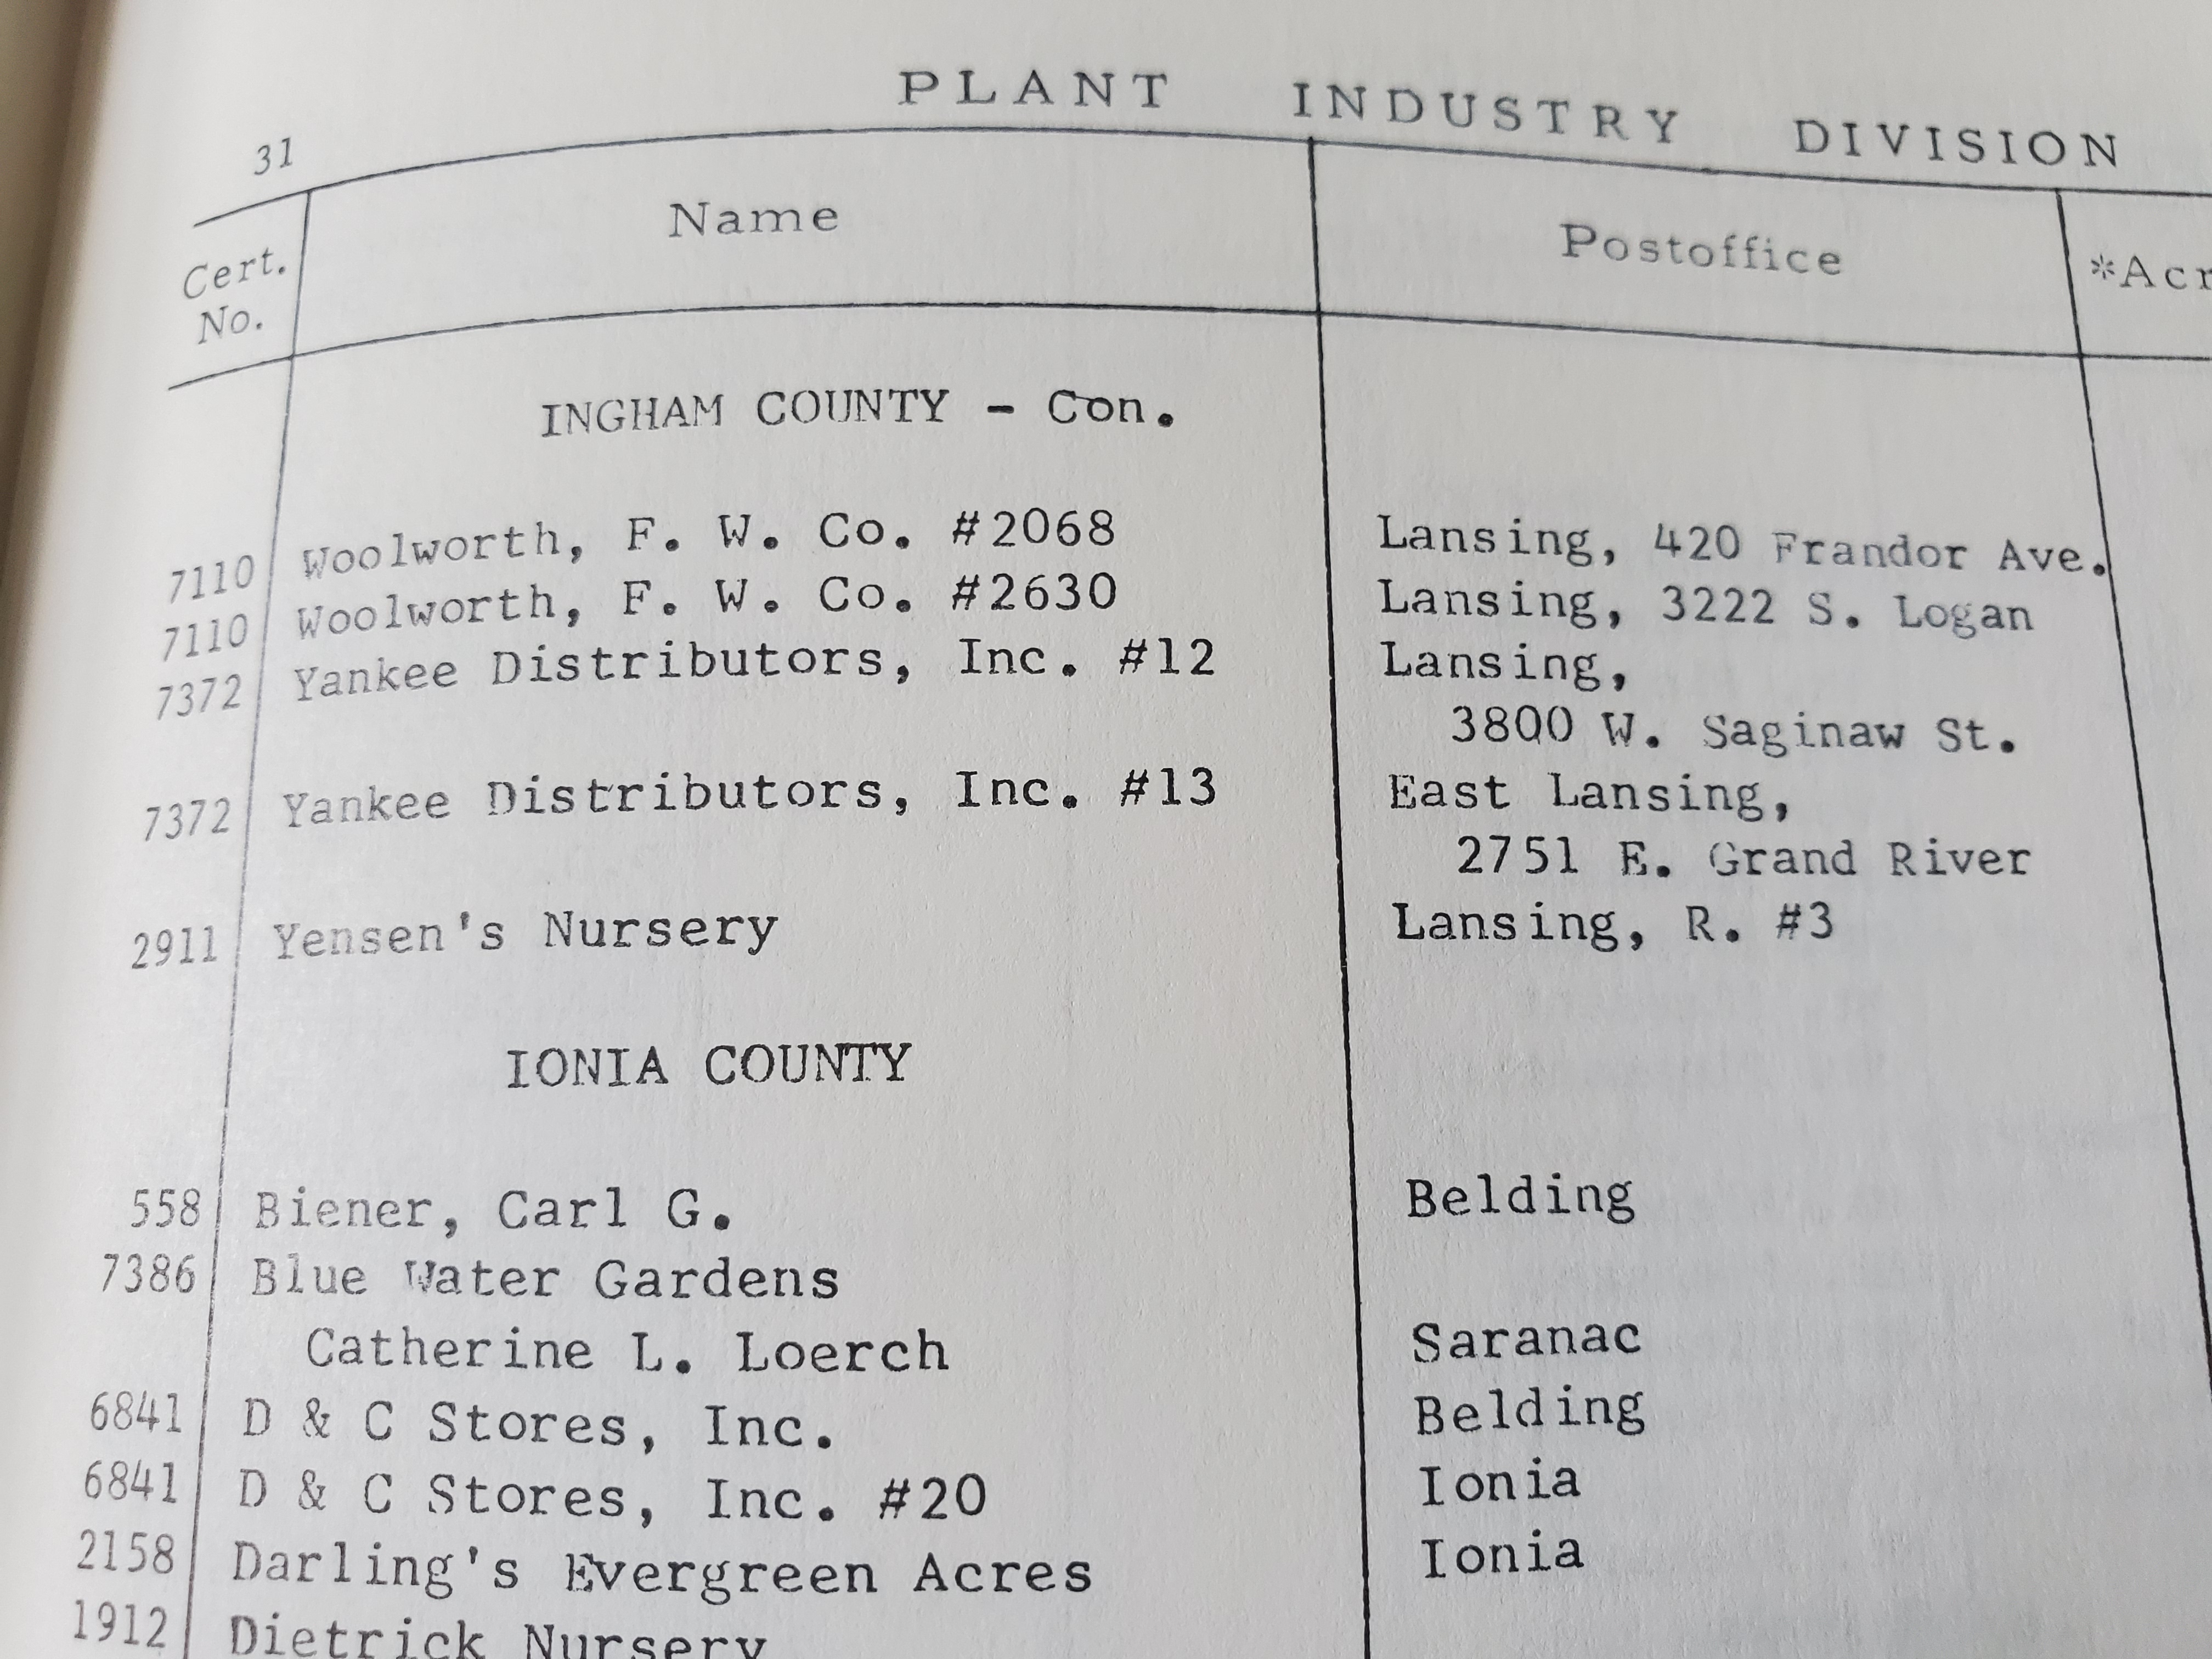 PLANT INDUSTRY DIVISION
31
Cert. No. Name Postoffice *Acr
INGHAM COUNTY - Con.
7110 Woolworth, F. W. Co. #2068 Lansing, 420 Frandor Ave.
7110 Woolworth, F. W. Co. #2630 Lansing, 3222 S. Logan
7372 Yankee Distributors, Inc. #12 Lansing,
3800 W. Saginaw St.
7372 Yankee Distributors, Inc. #13 East Lansing,
2751 E. Grand River
2911 Yensen's Nursery Lansing, R. #3
IONIA COUNTY
558 Biener, Carl G. Belding
7386 Blue Water Gardens
Catherine L. Loerch Saranac
6841 D & C Stores, Inc. Belding
6841 D & C Stores, Inc. #20 Ionia
2158 Darling's Evergreen Acres Ionia
1912 Dietrick Nursery